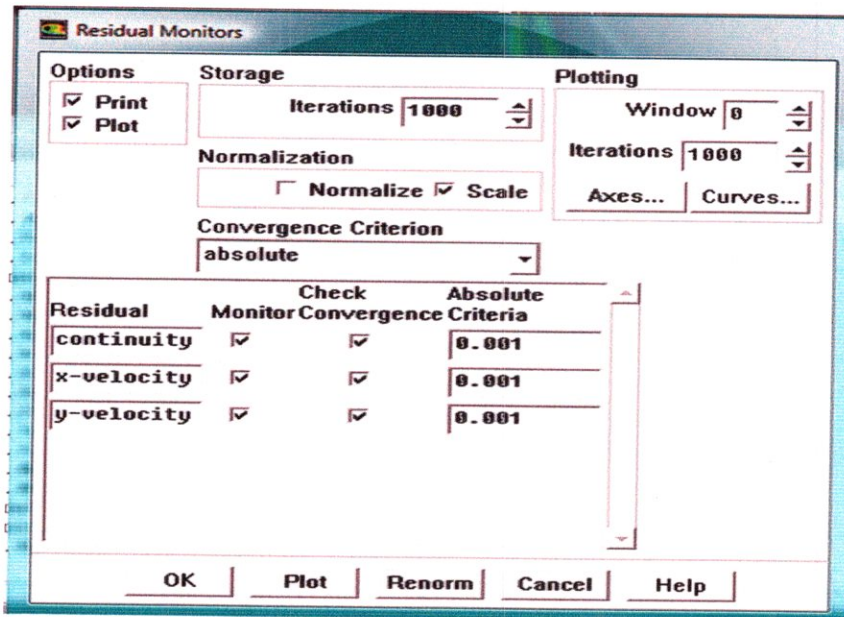 Residual Monitors
Options
Print
Plot
Storage
Iterations 1000
Normalization
Normalize Scale
Convergence Criterion
absolute
Plotting
Window 0
Iterations 1000
Axes... Curves...
Residual Monitor Check Convergence Absolute Criteria
continuity 0.001
x-velocity 0.001
y-velocity 0.001
OK Plot Renorm Cancel Help